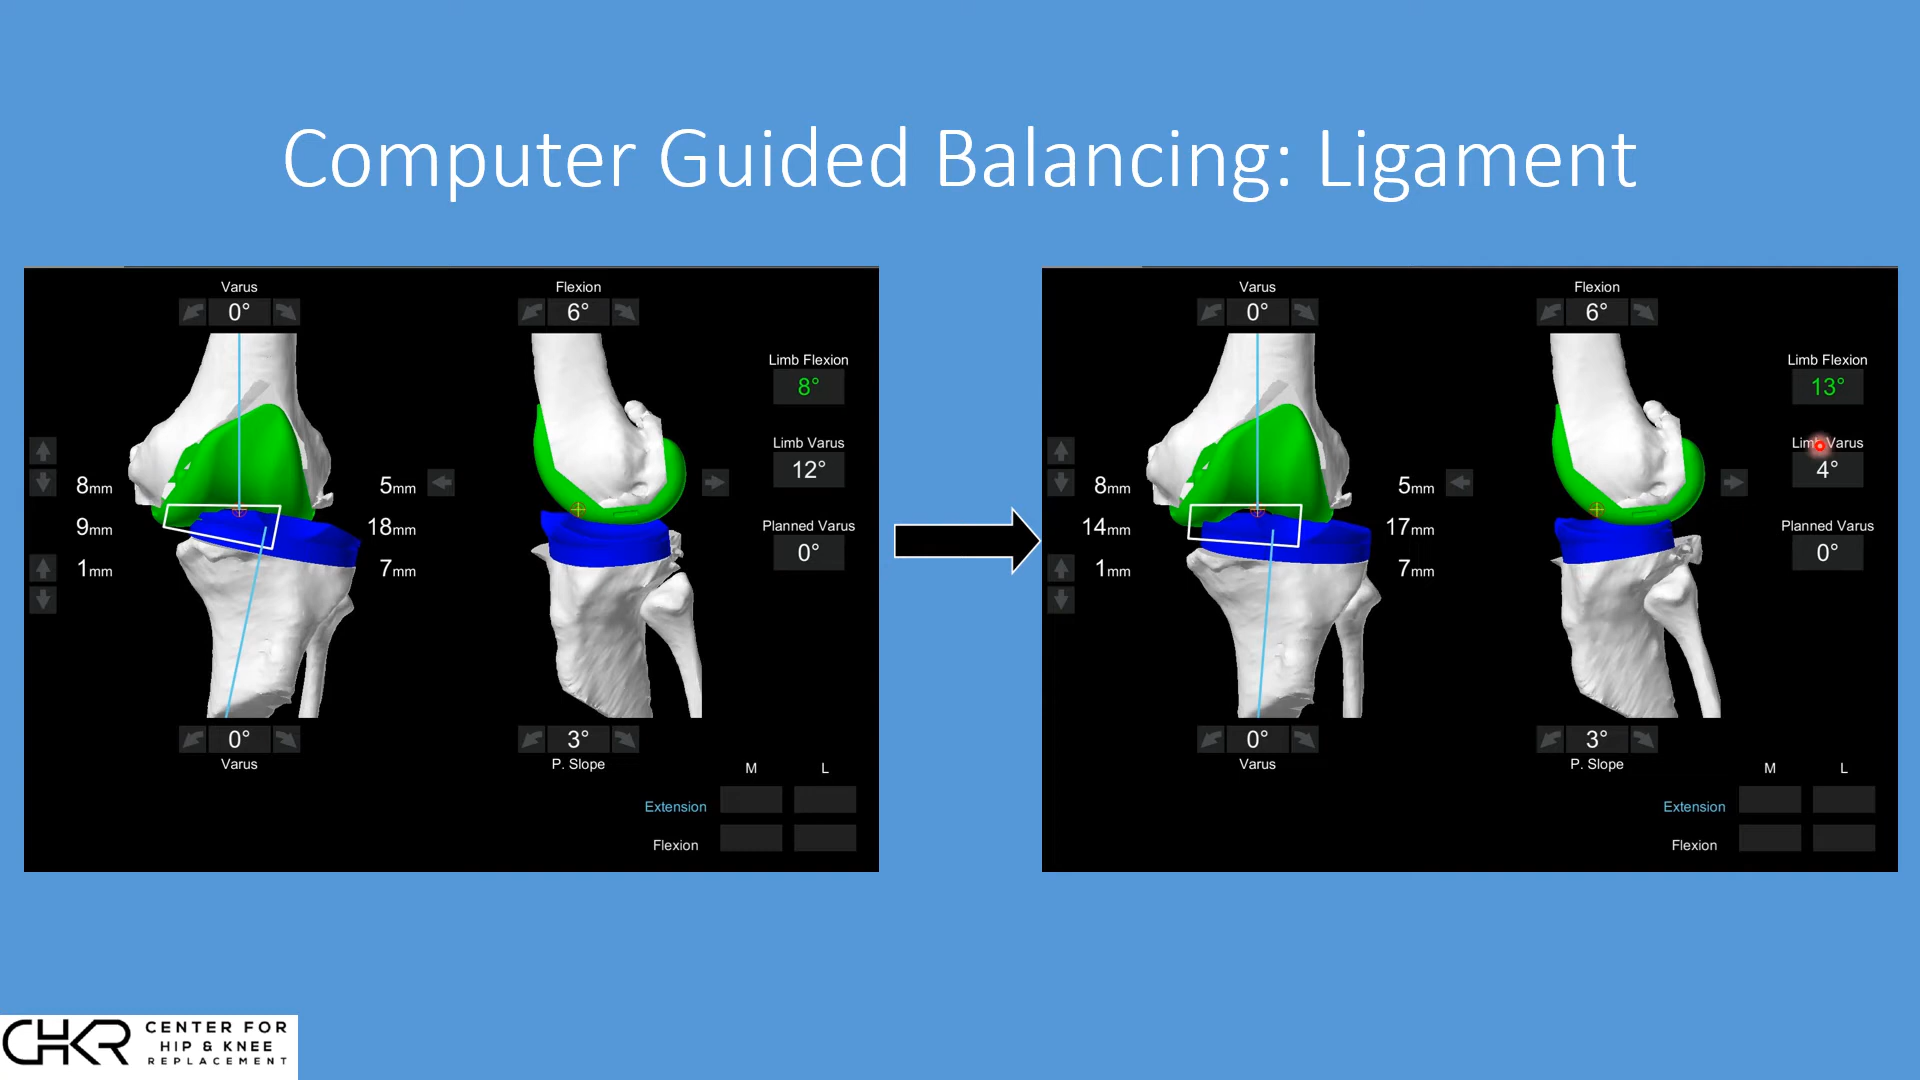 Computer Guided Balancing: Ligament
Varus
0°
Flexion
6°
Limb Flexion
8°
Limb Varus
12°
Planned Varus
0°
8mm
5mm
9mm
18mm
1mm
7mm
0°
Varus
3°
P. Slope
M L
Extension
Flexion
Varus
0°
Flexion
6°
Limb Flexion
13°
Limb Varus
4°
Planned Varus
0°
8mm
5mm
14mm
17mm
1mm
7mm
0°
Varus
3°
P. Slope
M L
Extension
Flexion
CHKR
CENTER FOR
HIP & KNEE
REPLACEMENT